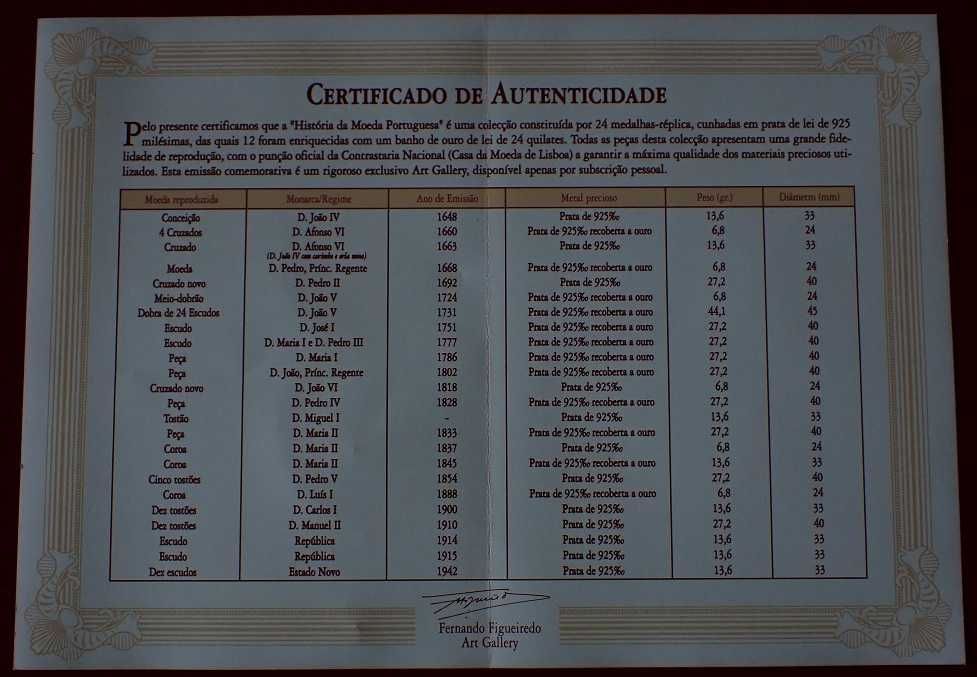 CERTIFICADO DE AUTENTICIDADE
Pelo presente certificamos que a "História da Moeda Portuguesa" é uma colecção constituída por 24 medalhas-réplica, cunhadas em prata de lei de 925
milésimas, das quais 12 foram enriquecidas com um banho de ouro de lei de 24 quilates. Todas as peças desta colecção apresentam uma grande fide-
lidade de reprodução, com o punção oficial da Contrastaria Nacional (Casa da Moeda de Lisboa) a garantir a máxima qualidade dos materiais preciosos uti-
lizados. Esta emissão comemorativa é um rigoroso exclusivo Art Gallery, disponível apenas por subscrição pessoal.
Moeda reproduzida Monarca/Regime Ano de Emissão Metal precioso Peso (gr.) Diâmetro (mm)
Conceição D. João IV 1648 Prata de 925‰ 13,6 33
4 Cruzados D. Afonso VI 1660 Prata de 925‰ recoberta a ouro 6,8 24
Cruzado D. Afonso VI 1663 Prata de 925‰ 13,6 33
(D. João IV com carimbo e orla nova)
Moeda D. Pedro, Prínc. Regente 1668 Prata de 925‰ recoberta a ouro 6,8 24
Cruzado novo D. Pedro II 1692 Prata de 925‰ 27,2 40
Meio-dobrão D. João V 1724 Prata de 925‰ recoberta a ouro 6,8 24
Dobra de 24 Escudos D. João V 1731 Prata de 925‰ recoberta a ouro 44,1 45
Escudo D. José I 1751 Prata de 925‰ recoberta a ouro 27,2 40
Escudo D. Maria I e D. Pedro III 1777 Prata de 925‰ recoberta a ouro 27,2 40
Peça D. Maria I 1786 Prata de 925‰ recoberta a ouro 27,2 40
Peça D. João, Prínc. Regente 1802 Prata de 925‰ recoberta a ouro 27,2 40
Cruzado novo D. João VI 1818 Prata de 925‰ 6,8 24
Peça D. Pedro IV 1828 Prata de 925‰ recoberta a ouro 27,2 40
Tostão D. Miguel I - Prata de 925‰ 13,6 33
Peça D. Maria II 1833 Prata de 925‰ recoberta a ouro 27,2 40
Coroa D. Maria II 1837 Prata de 925‰ 6,8 24
Coroa D. Maria II 1845 Prata de 925‰ recoberta a ouro 13,6 33
Cinco tostões D. Pedro V 1854 Prata de 925‰ 27,2 40
Coroa D. Luís I 1888 Prata de 925‰ recoberta a ouro 6,8 24
Dez tostões D. Carlos I 1900 Prata de 925‰ 13,6 33
Dez tostões D. Manuel II 1910 Prata de 925‰ 27,2 40
Escudo República 1914 Prata de 925‰ 13,6 33
Escudo República 1915 Prata de 925‰ 13,6 33
Dez escudos Estado Novo 1942 Prata de 925‰ 13,6 33
Fernando Figueiredo
Art Gallery